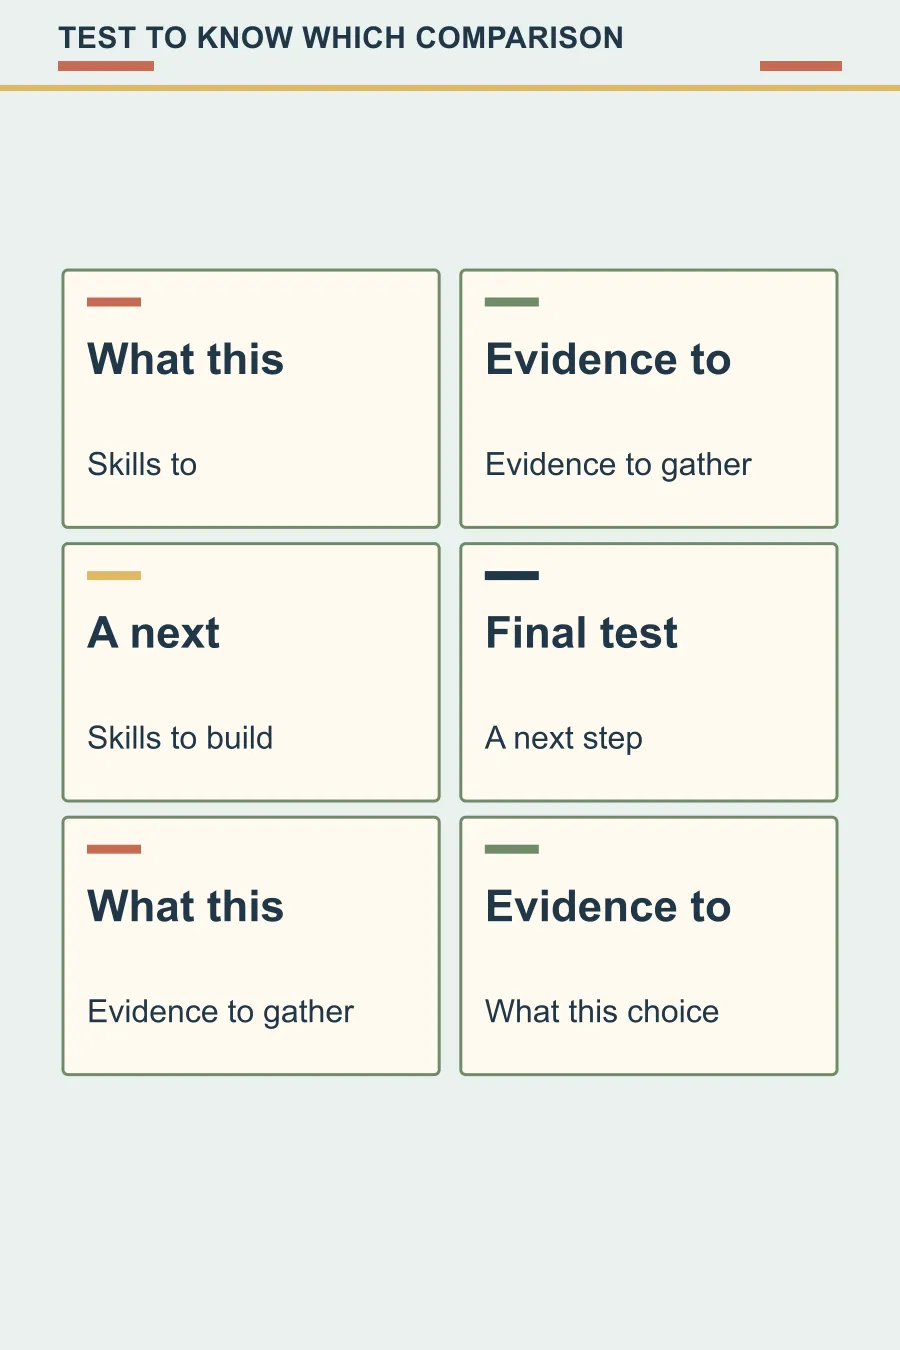 TEST TO KNOW WHICH COMPARISON
What this
Skills to
Evidence to
Evidence to gather
A next
Skills to build
Final test
A next step
What this
Evidence to gather
Evidence to
What this choice